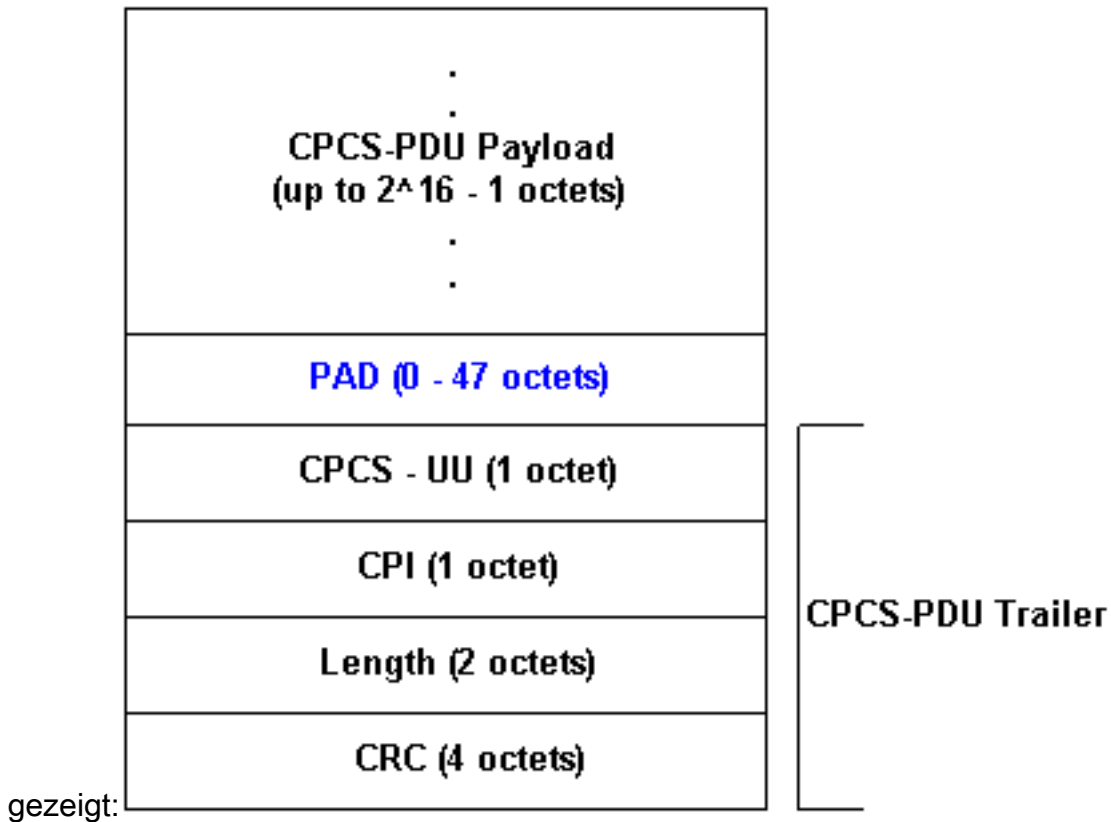 .
.
CPCS-PDU Payload
(up to 2^16 - 1 octets)
.
.
PAD (0 - 47 octets)
CPCS - UU (1 octet)
CPI (1 octet)
Length (2 octets)
CRC (4 octets)
CPCS-PDU Trailer
gezeigt: